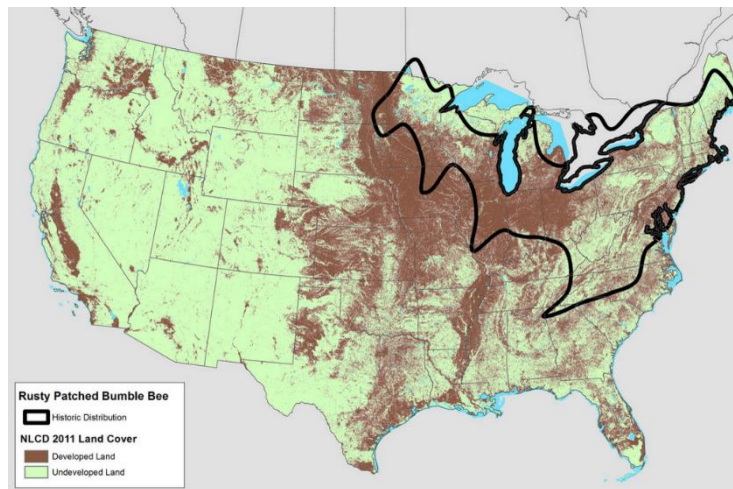 Rusty Patched Bumble Bee
Historic Distribution
NLCD 2011 Land Cover
Developed Land
Undeveloped Land